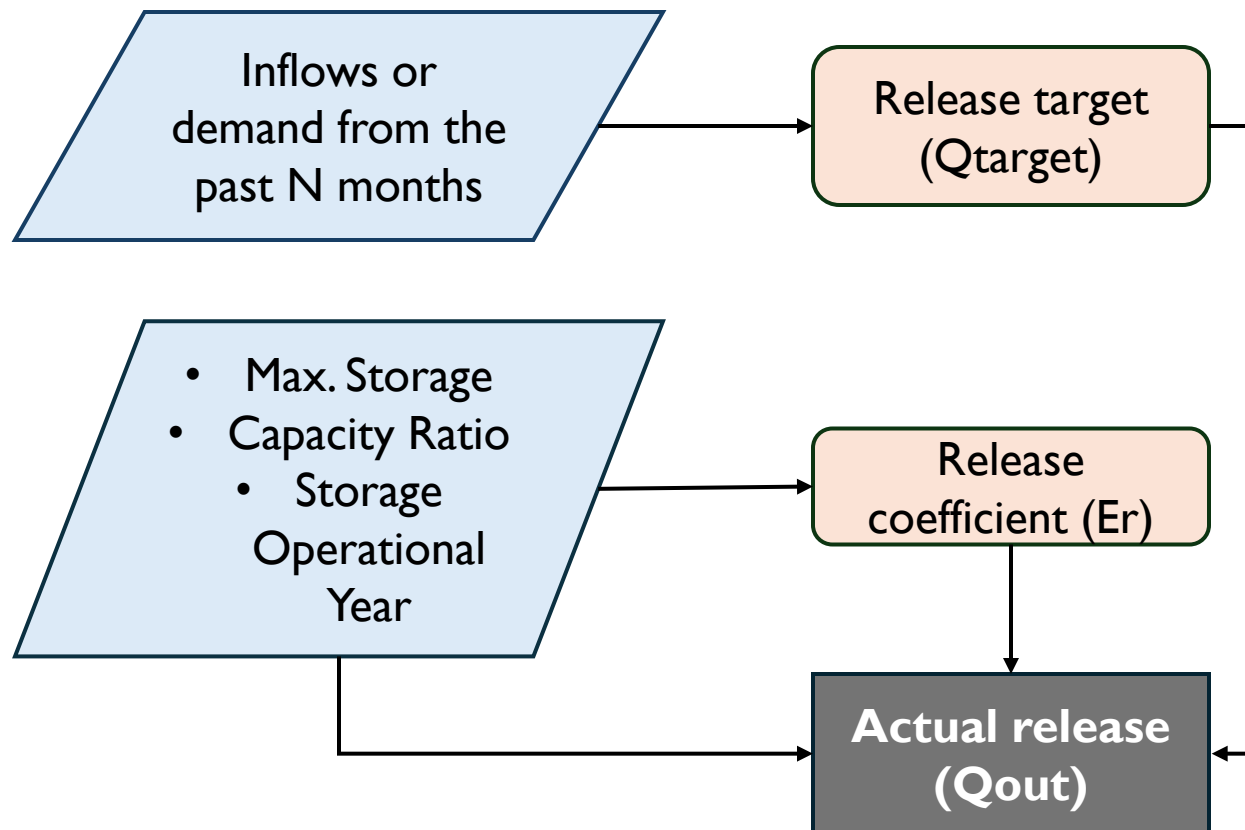 Inflows or
demand from the
past N months
Release target
(Qtarget)
• Max. Storage
• Capacity Ratio
• Storage
Operational
Year
Release
coefficient (Er)
Actual release
(Qout)